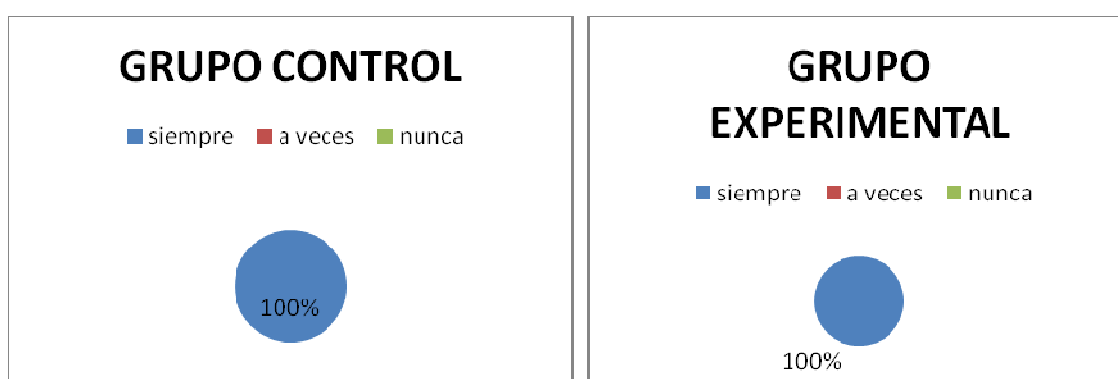 GRUPO CONTROL
siempre a veces nunca
100%
GRUPO
EXPERIMENTAL
siempre a veces nunca
100%